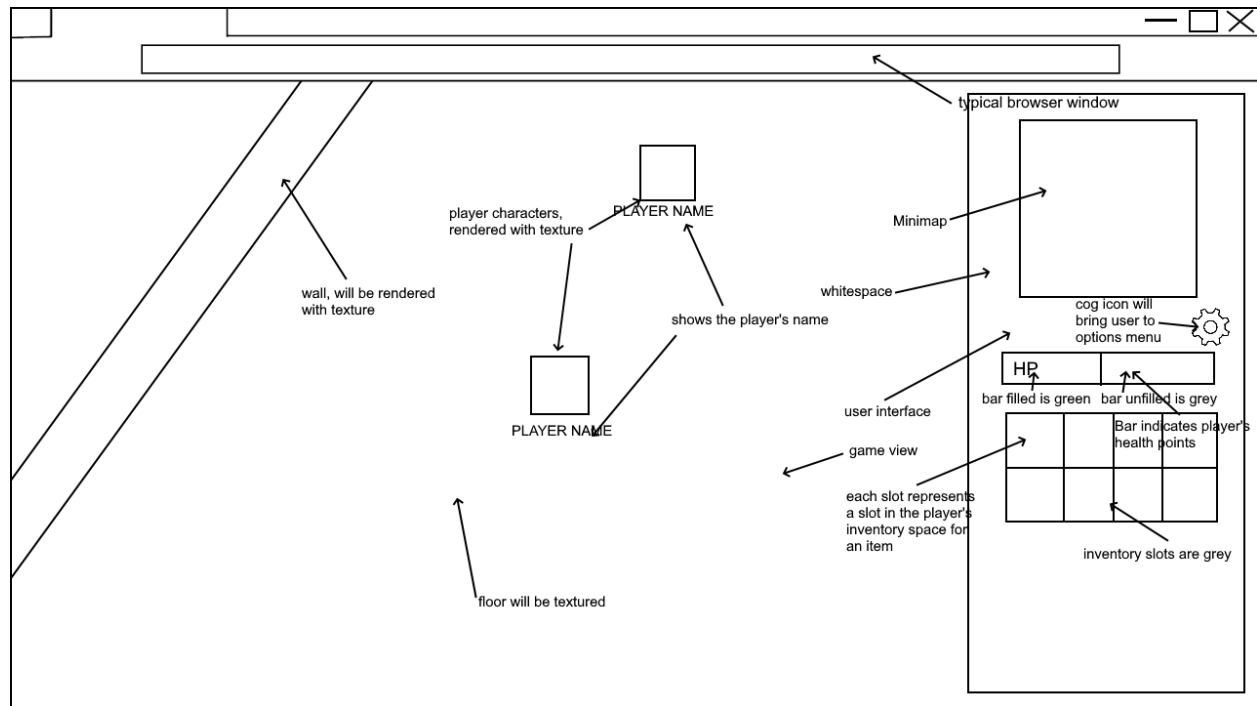 typical browser window
PLAYER NAME
player characters,
rendered with texture
Minimap
wall, will be rendered
with texture
whitespace
shows the player's name
cog icon will
bring user to
options menu
HP
bar filled is green
bar unfilled is grey
user interface
PLAYER NAME
Bar indicates player's
health points
game view
each slot represents
a slot in the player's
inventory space for
an item
inventory slots are grey
floor will be textured